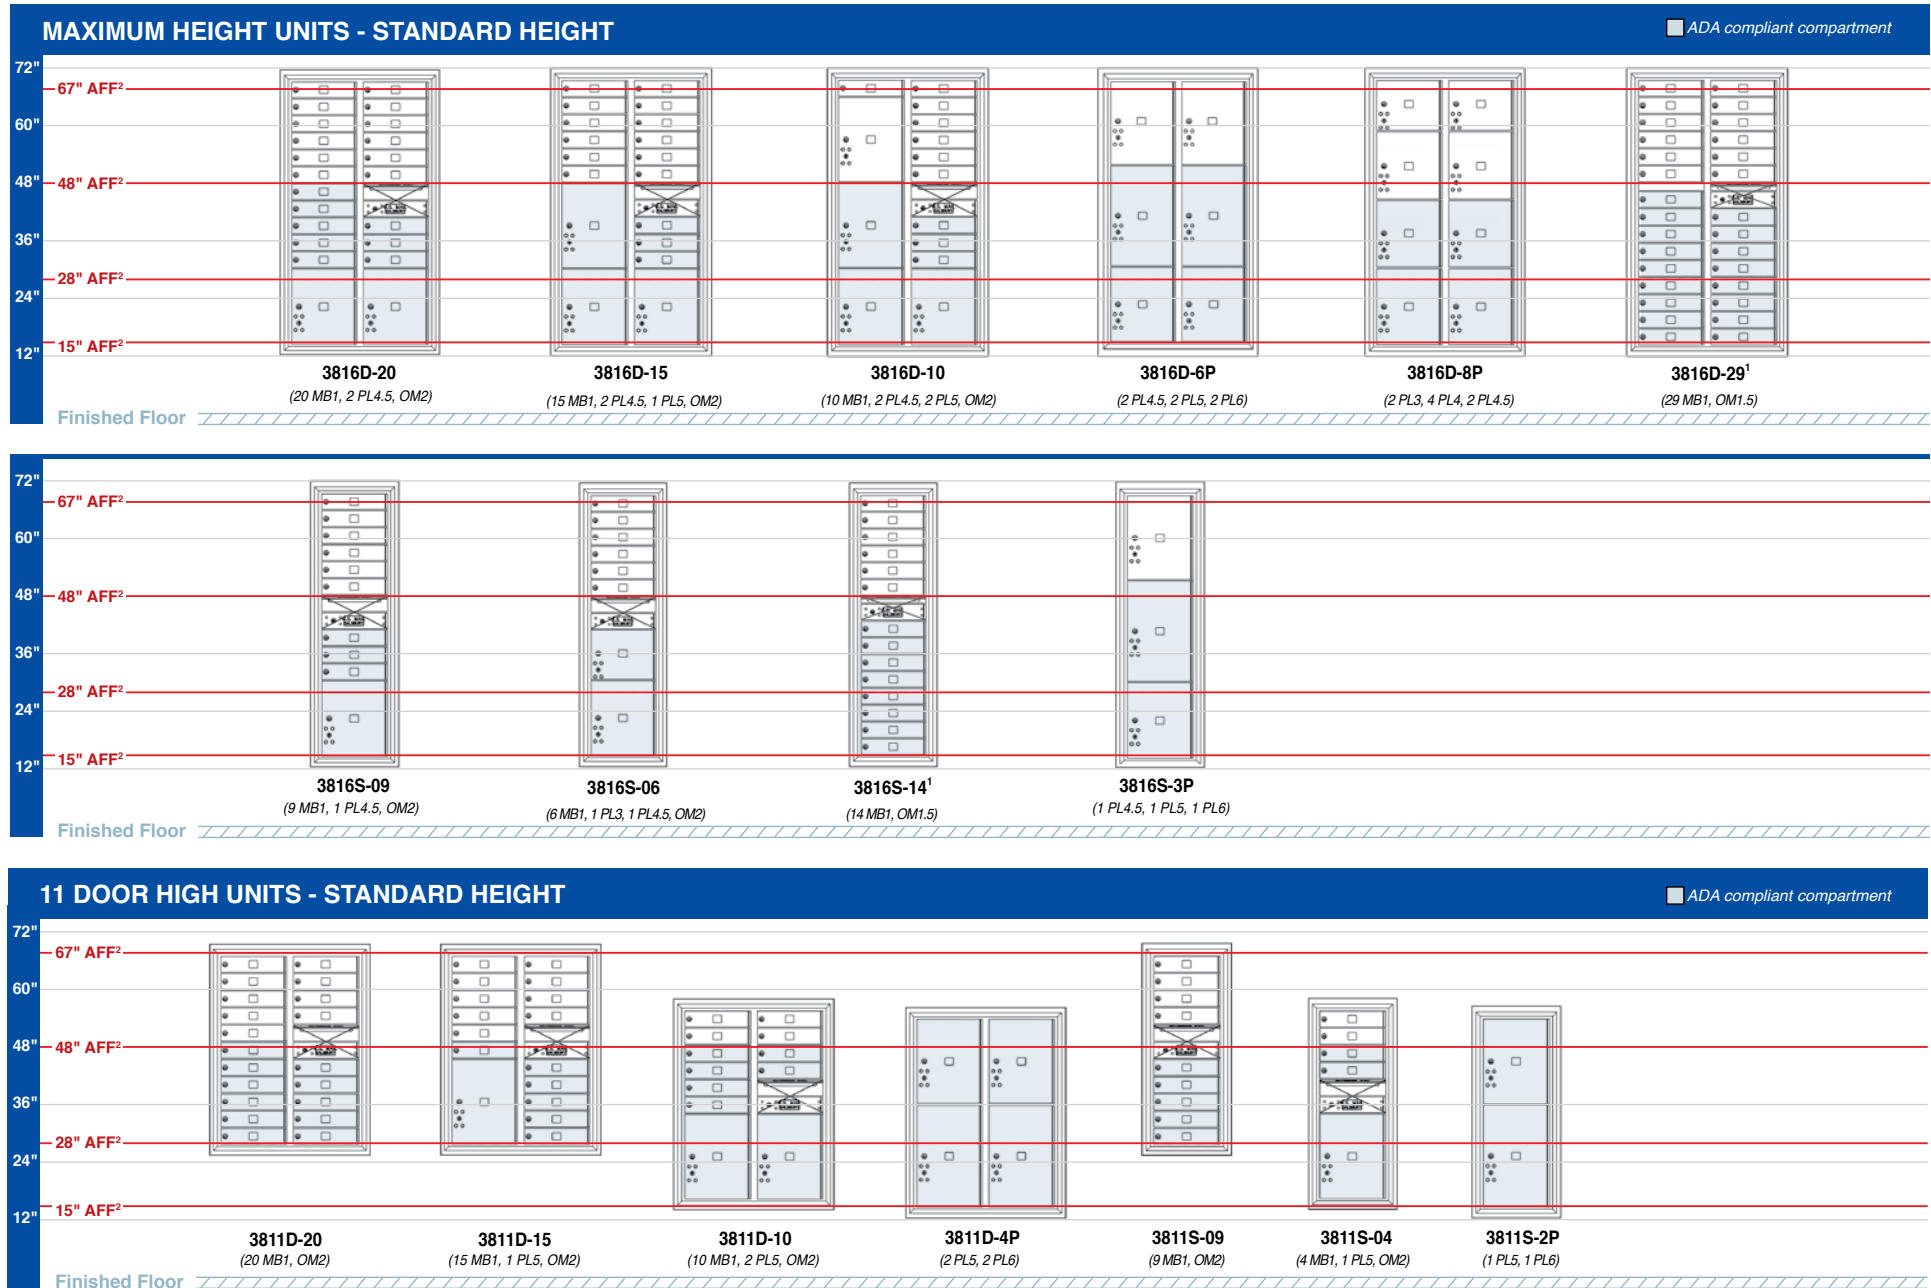 MAXIMUM HEIGHT UNITS - STANDARD HEIGHT
ADA compliant compartment
72"
67" AFF²
60"
48" 48" AFF²
36"
28" AFF²
24"
15" AFF²
12"
3816D-20 3816D-15 3816D-10 3816D-6P 3816D-8P 3816D-29¹
(20 MB1, 2 PL4.5, OM2) (15 MB1, 2 PL4.5, 1 PL5, OM2) (10 MB1, 2 PL4.5, 2 PL5, OM2) (2 PL4.5, 2 PL5, 2 PL6) (2 PL3, 4 PL4, 2 PL4.5) (29 MB1, OM1.5)
Finished Floor
72"
67" AFF²
60"
48" 48" AFF²
36"
28" AFF²
24"
15" AFF²
12"
3816S-09 3816S-06 3816S-14¹ 3816S-3P
(9 MB1, 1 PL4.5, OM2) (6 MB1, 1 PL3, 1 PL4.5, OM2) (14 MB1, OM1.5) (1 PL4.5, 1 PL5, 1 PL6)
Finished Floor
11 DOOR HIGH UNITS - STANDARD HEIGHT
ADA compliant compartment
72"
67" AFF²
60"
48" 48" AFF²
36"
28" AFF²
24"
15" AFF²
12"
3811D-20 3811D-15 3811D-10 3811D-4P 3811S-09 3811S-04 3811S-2P
(20 MB1, OM2) (15 MB1, 1 PL5, OM2) (10 MB1, 2 PL5, OM2) (2 PL5, 2 PL6) (9 MB1, OM2) (4 MB1, 1 PL5, OM2) (1 PL5, 1 PL6)
Finished Floor